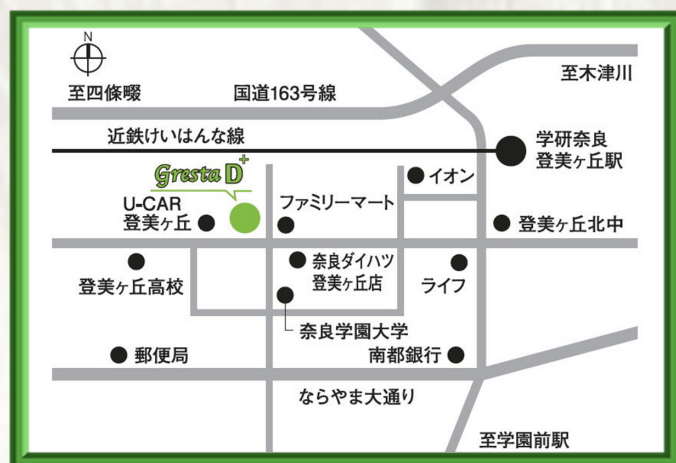 N
至四條畷
国道163号線
至木津川
近鉄けいはんな線
学研奈良
登美ヶ丘駅
Gresta D+
イオン
U-CAR
登美ヶ丘
ファミリーマート
登美ヶ丘北中
登美ヶ丘高校
奈良ダイハツ
登美ヶ丘店
ライフ
奈良学園大学
郵便局
南都銀行
ならやま大通り
至学園前駅